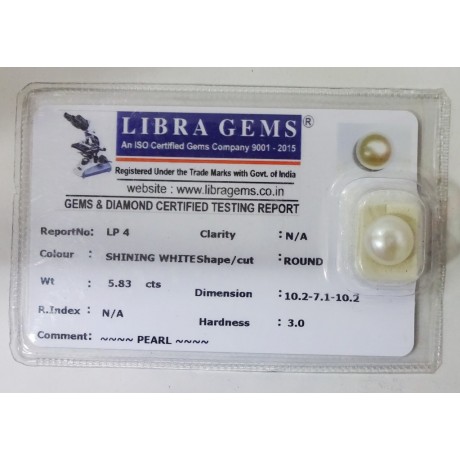 LIBRA GEMS®
An ISO Certified Gems Company 9001 - 2015
Registered Under the Trade Marks with Govt. of India
website : www.libragems.co.in
GEMS & DIAMOND CERTIFIED TESTING REPORT
ReportNo: LP 4 Clarity : N/A
Colour : SHINING WHITE Shape/cut : ROUND
Wt : 5.83 cts Dimension : 10.2-7.1-10.2
R.Index : N/A Hardness : 3.0
Comment: ~~~~ PEARL ~~~~